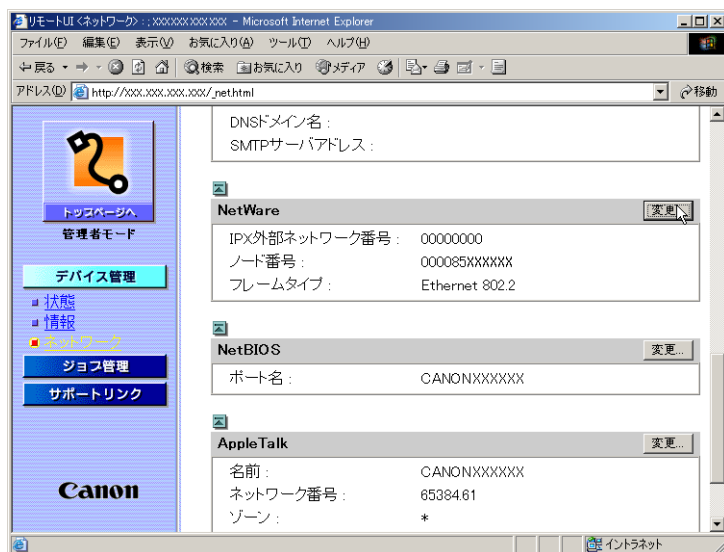 リモートUI <ネットワーク> : ; XXXXXX XXX XXX - Microsoft Internet Explorer
ファイル(F) 編集(E) 表示(V) お気に入り(A) ツール(T) ヘルプ(H)
戻る 検索 お気に入り メディア
アドレス(D) http://xxx.xxx.xxx.xxx/_net.html 移動
トップページへ
管理者モード
デバイス管理
状態
情報
ネットワーク
ジョブ管理
サポートリンク
Canon
DNSドメイン名 :
SMTPサーバアドレス :
NetWare 変更...
IPX外部ネットワーク番号 : 00000000
ノード番号 : 000085XXXXXX
フレームタイプ : Ethernet 802.2
NetBIOS 変更...
ポート名 : CANONXXXXXX
AppleTalk 変更...
名前 : CANONXXXXXX
ネットワーク番号 : 65384.61
ゾーン : *
イントラネット